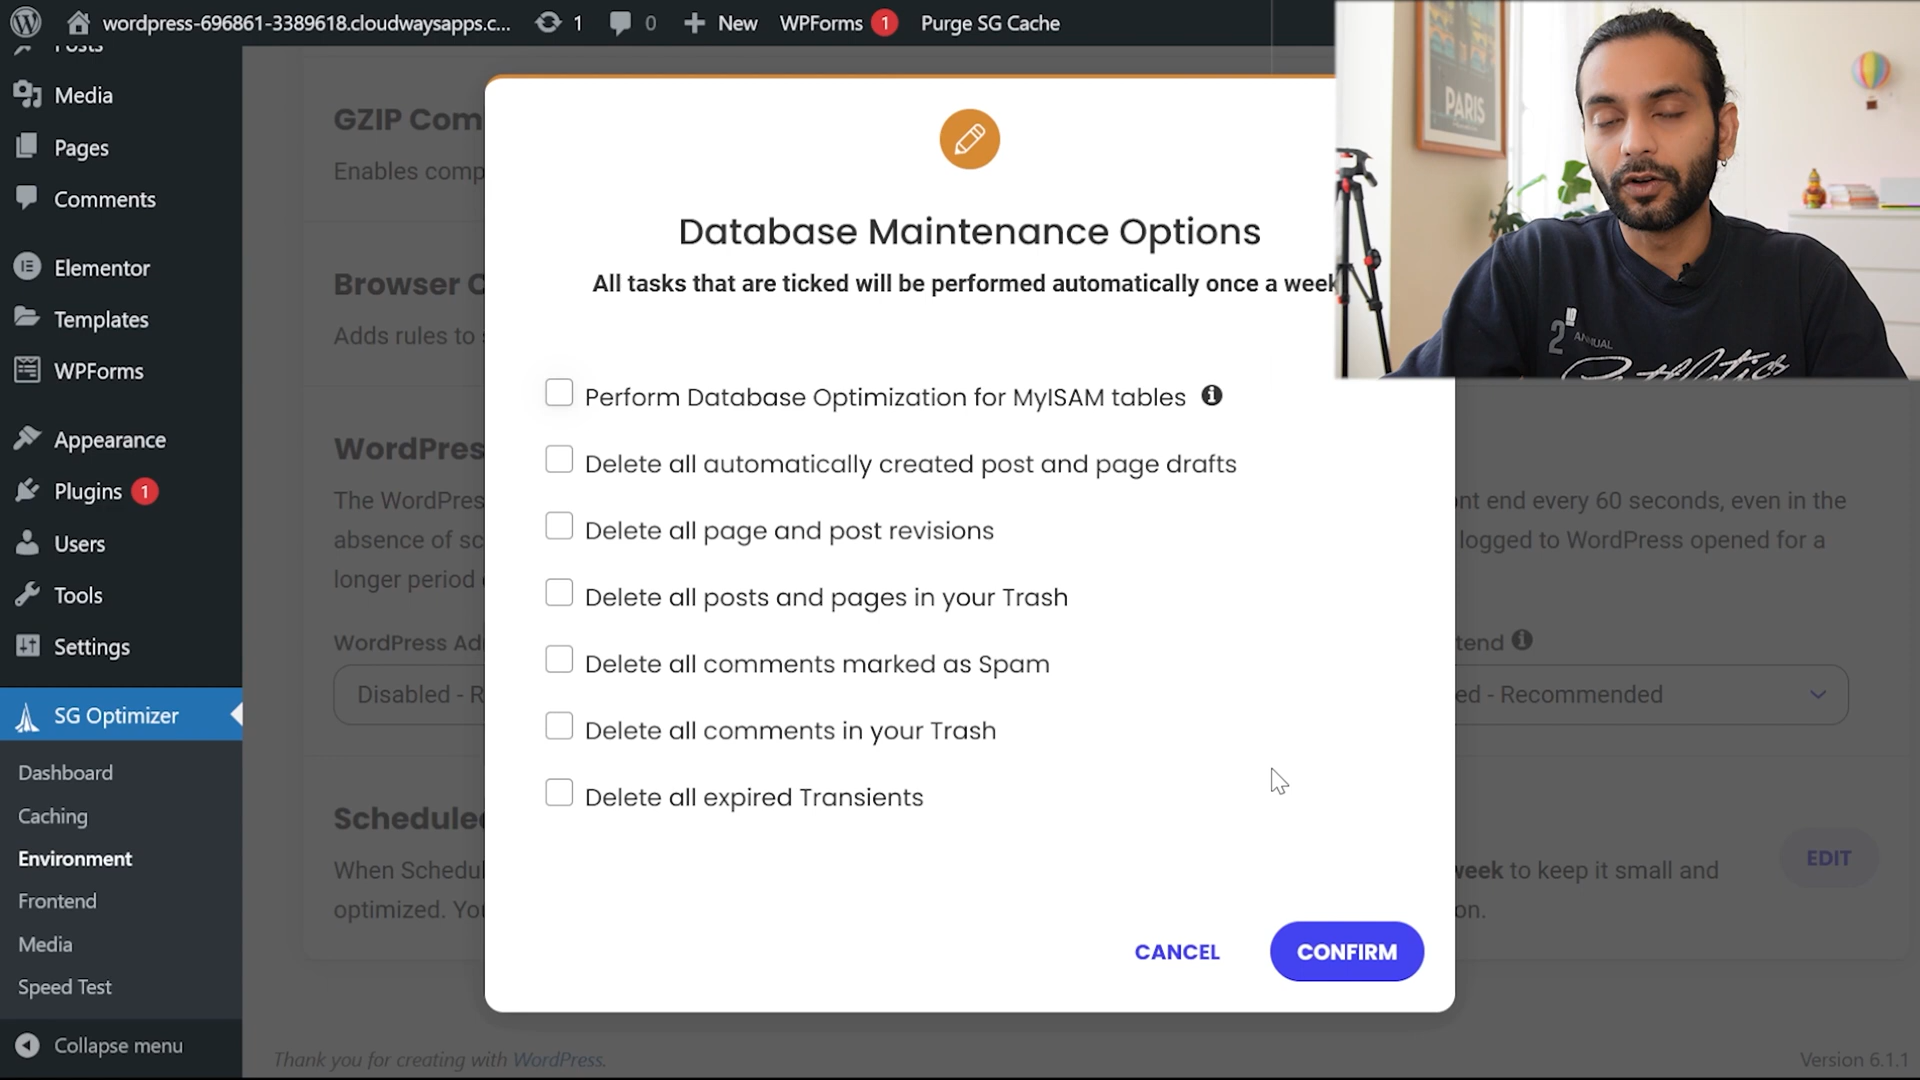 wordpress-696861-3389618.cloudwaysapps.c...
1
0
New
WPForms 1
Purge SG Cache
Posts
Media
Pages
Comments
Elementor
Templates
WPForms
Appearance
Plugins 1
Users
Tools
Settings
SG Optimizer
Dashboard
Caching
Environment
Frontend
Media
Speed Test
Collapse menu
GZIP Com
Enables comp
Browser C
Adds rules to
WordPres
The WordPres
absence of sc
longer period
WordPress Ad
Disabled - R
Scheduled
When Schedul
optimized. You
Database Maintenance Options
All tasks that are ticked will be performed automatically once a week
Perform Database Optimization for MyISAM tables
Delete all automatically created post and page drafts
Delete all page and post revisions
Delete all posts and pages in your Trash
Delete all comments marked as Spam
Delete all comments in your Trash
Delete all expired Transients
CANCEL
CONFIRM
nt end every 60 seconds, even in the
logged to WordPress opened for a
tend
ed - Recommended
EDIT
week to keep it small and
on.
Thank you for creating with WordPress.
Version 6.1.1
PARIS
2
ANNUAL